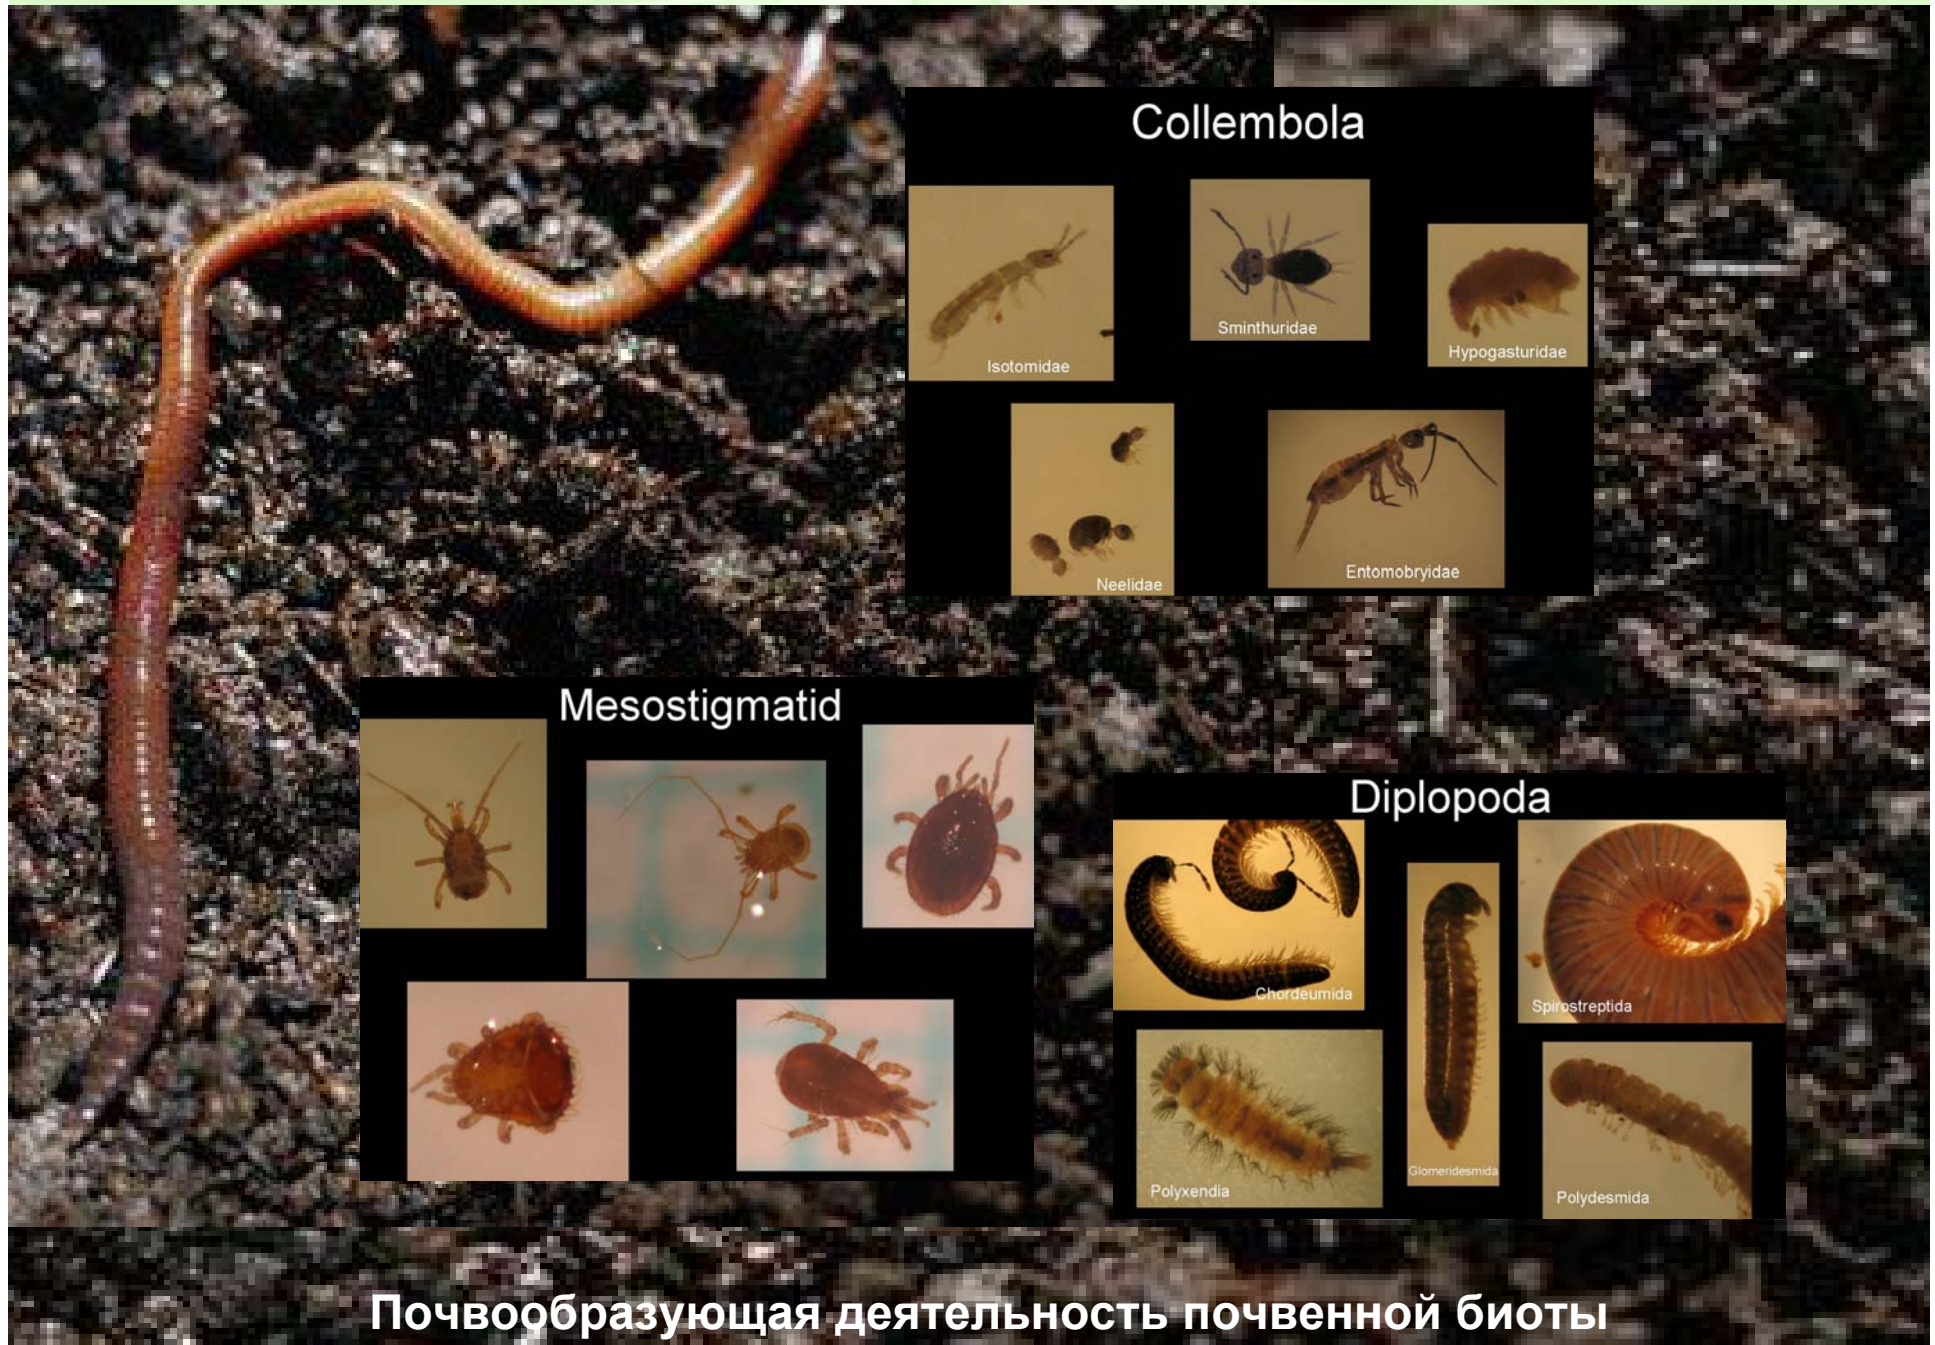 Collembola
Isotomidae
Sminthuridae
Hypogasturidae
Neelidae
Entomobryidae
Mesostigmatid
Diplopoda
Chordeumida
Glomeridesmida
Spirostreptida
Polyxendia
Polydesmida
Почвообразующая деятельность почвенной биоты